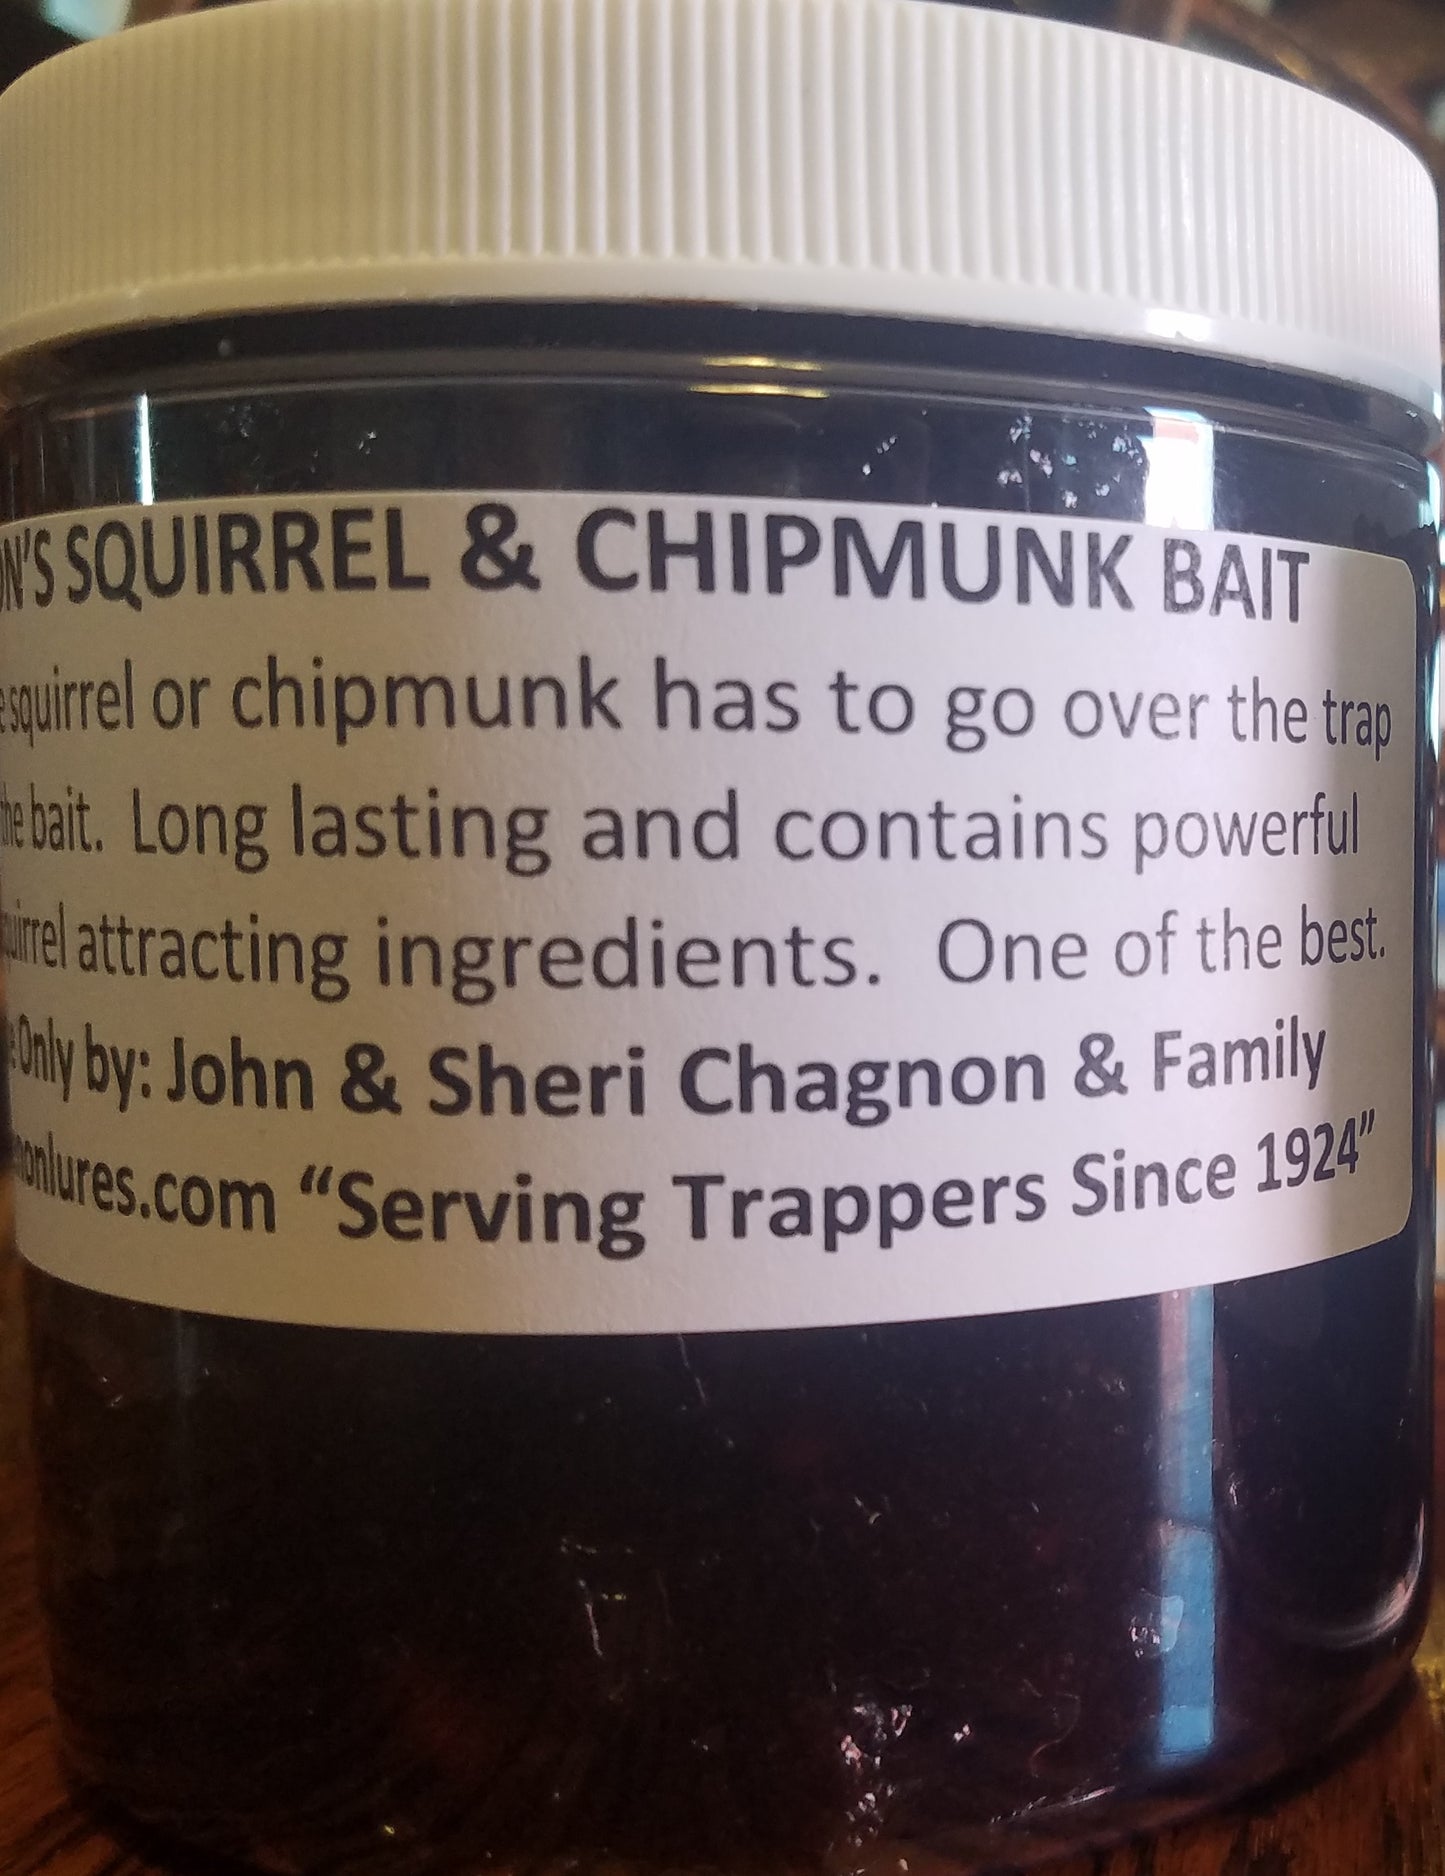 SQUIRREL & CHIPMUNK BAIT
squirrel or chipmunk has to go over the trap
the bait. Long lasting and contains powerful
attracting ingredients. One of the best.
Only by: John & Sheri Chagnon & Family
onlures.com “Serving Trappers Since 1924”